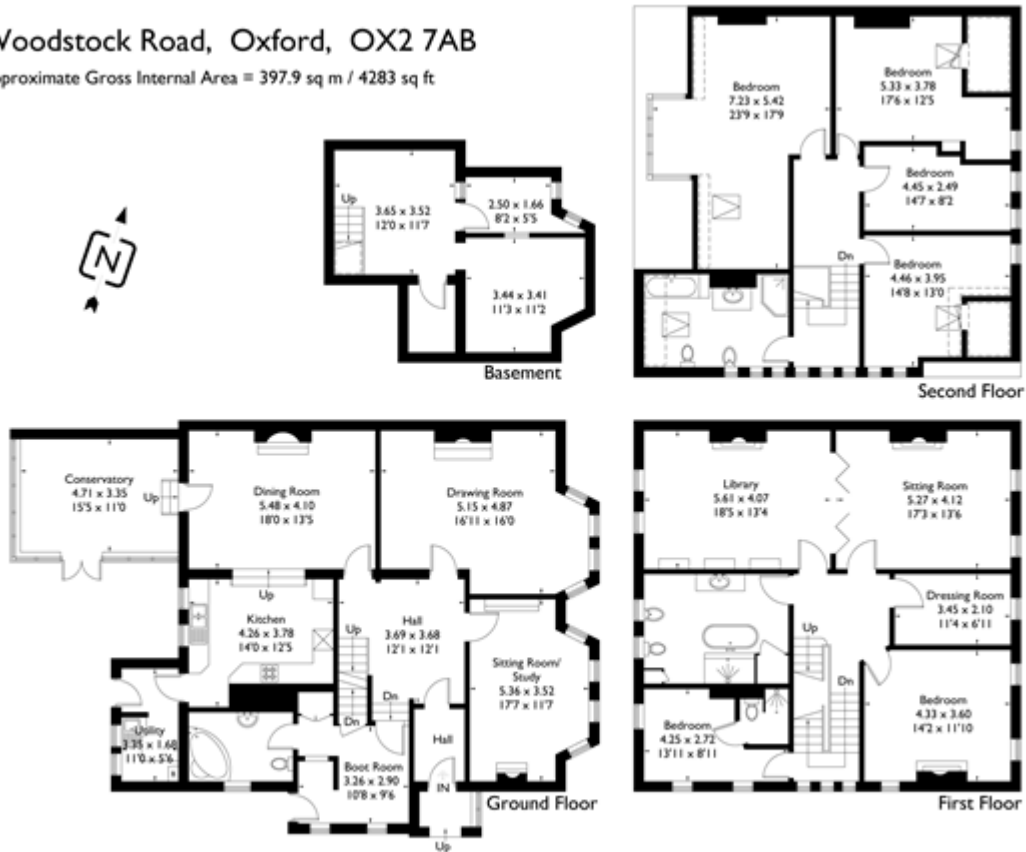 Woodstock Road, Oxford, OX2 7AB
pproximate Gross Internal Area = 397.9 sq m / 4283 sq ft
N
Up
3.65 x 3.52
12'0 x 11'7
2.50 x 1.66
8'2 x 5'5
3.44 x 3.41
11'3 x 11'2
Basement
Bedroom
7.23 x 5.42
23'9 x 17'9
Bedroom
5.33 x 3.78
17'6 x 12'5
Bedroom
4.45 x 2.49
14'7 x 8'2
Dn
Bedroom
4.46 x 3.95
14'8 x 13'0
Second Floor
Conservatory
4.71 x 3.35
15'5 x 11'0
Up
Dining Room
5.48 x 4.10
18'0 x 13'5
Drawing Room
5.15 x 4.87
16'11 x 16'0
Up
Kitchen
4.26 x 3.78
14'0 x 12'5
Up
Hall
3.69 x 3.68
12'1 x 12'1
Sitting Room/
Study
5.36 x 3.52
17'7 x 11'7
Dn
Dn
Utility
3.35 x 1.68
11'0 x 5'6
Hall
Boot Room
3.26 x 2.90
10'8 x 9'6
IN
Up
Ground Floor
Library
5.61 x 4.07
18'5 x 13'4
Sitting Room
5.27 x 4.12
17'3 x 13'6
Dressing Room
3.45 x 2.10
11'4 x 6'11
Up
Dn
Bedroom
4.25 x 2.72
13'11 x 8'11
Bedroom
4.33 x 3.60
14'2 x 11'10
First Floor